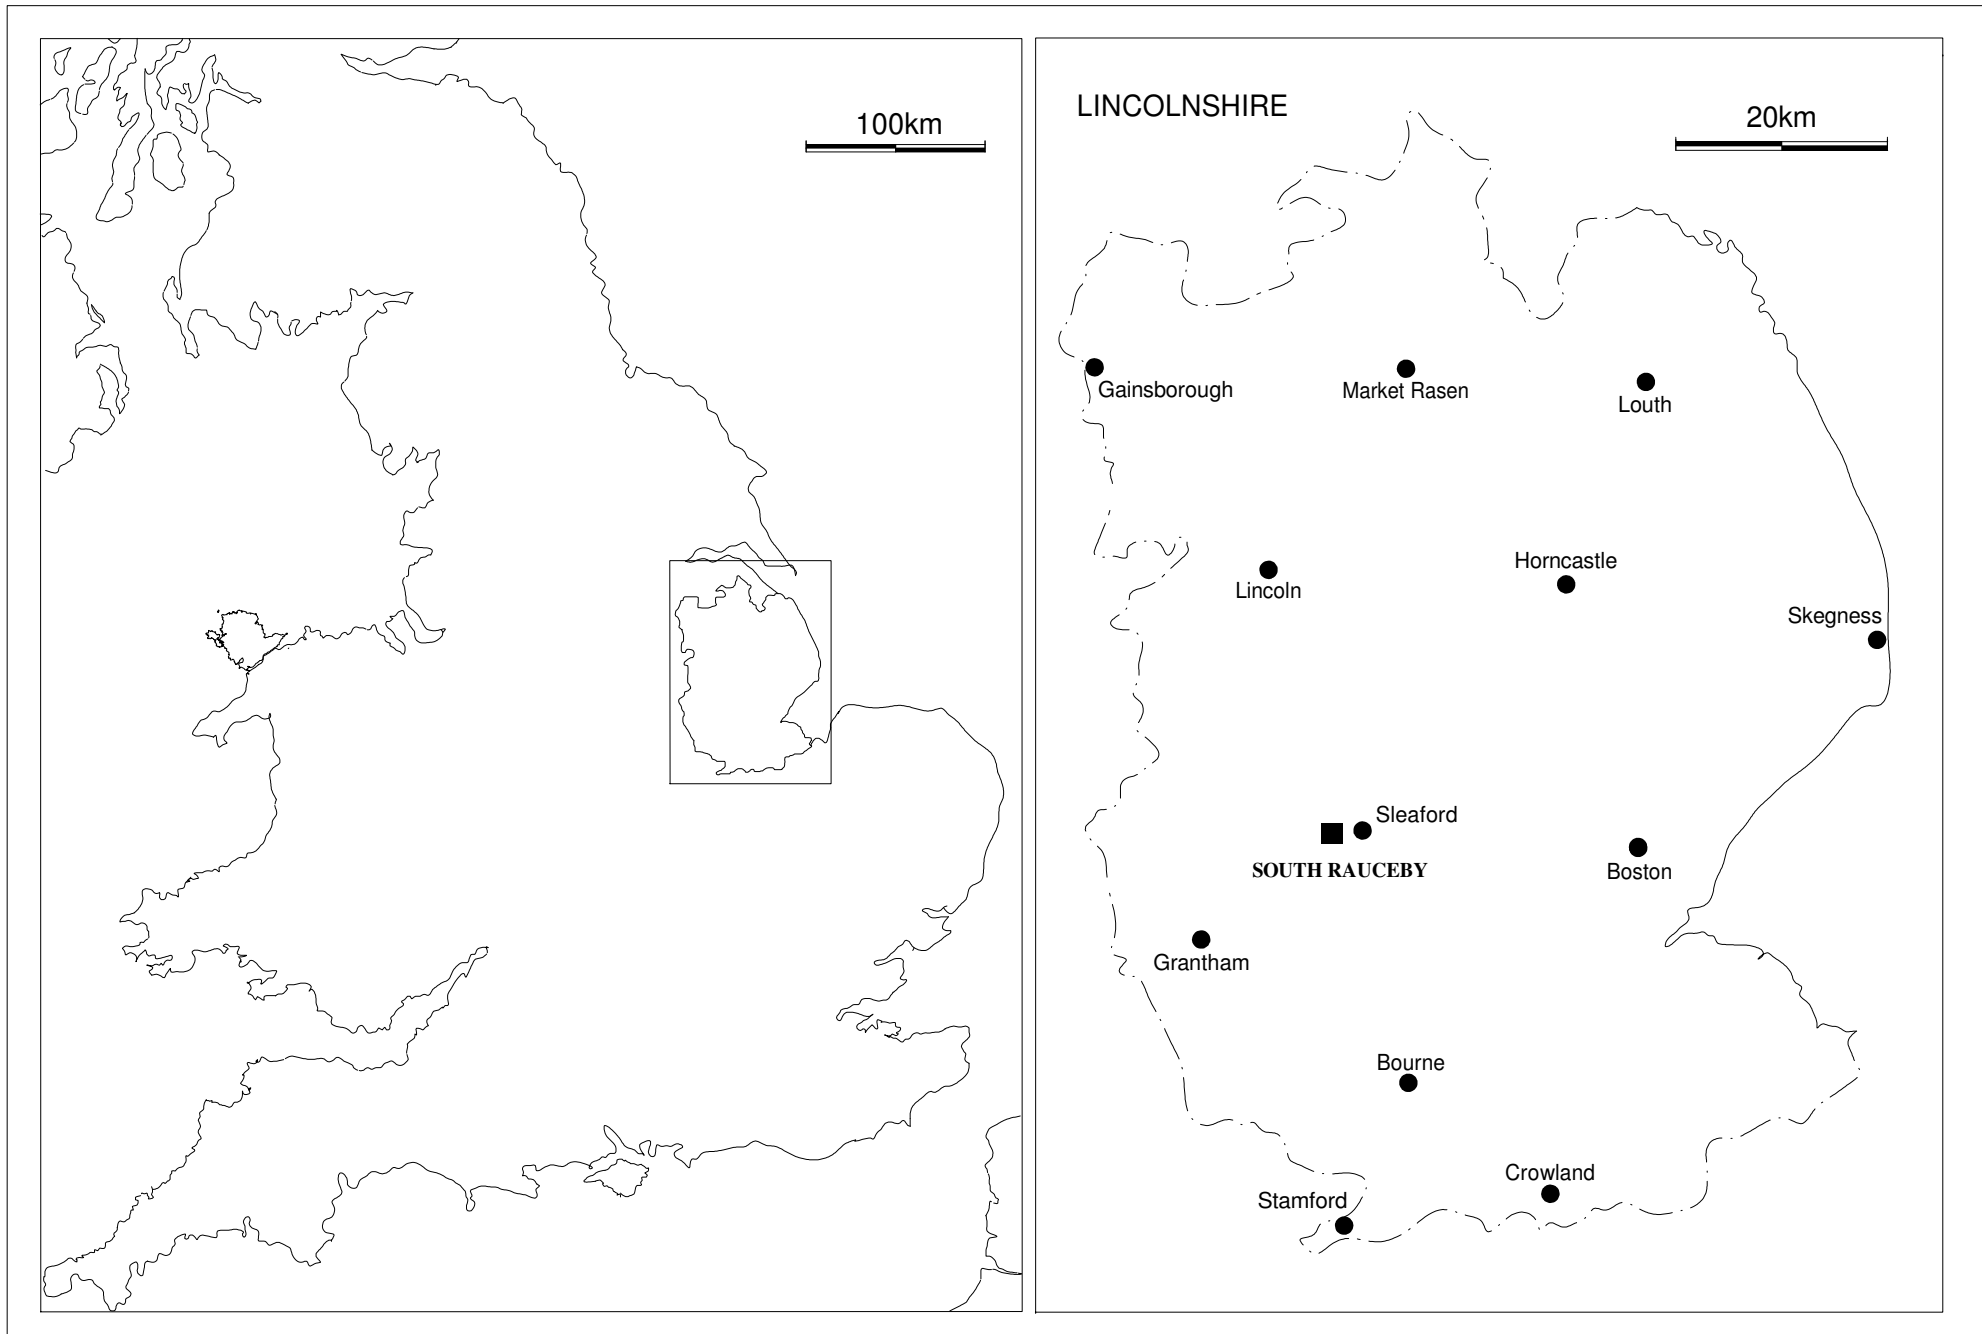 100km
LINCOLNSHIRE
20km
Gainsborough
Market Rasen
Louth
Horncastle
Lincoln
Skegness
Sleaford
SOUTH RAUCEBY
Boston
Grantham
Bourne
Crowland
Stamford